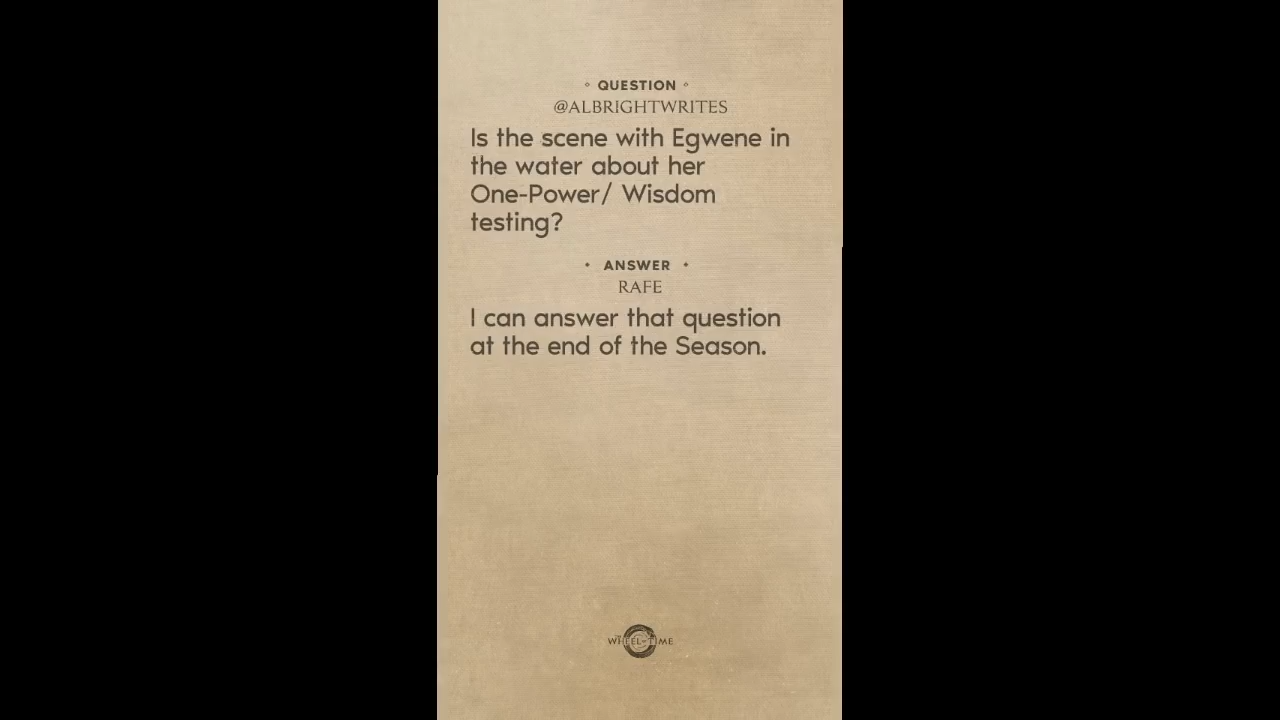 QUESTION
@ALBRIGHTWRITES
Is the scene with Egwene in
the water about her
One-Power/ Wisdom
testing?
ANSWER
RAFE
I can answer that question
at the end of the Season.
WHEEL OF TIME